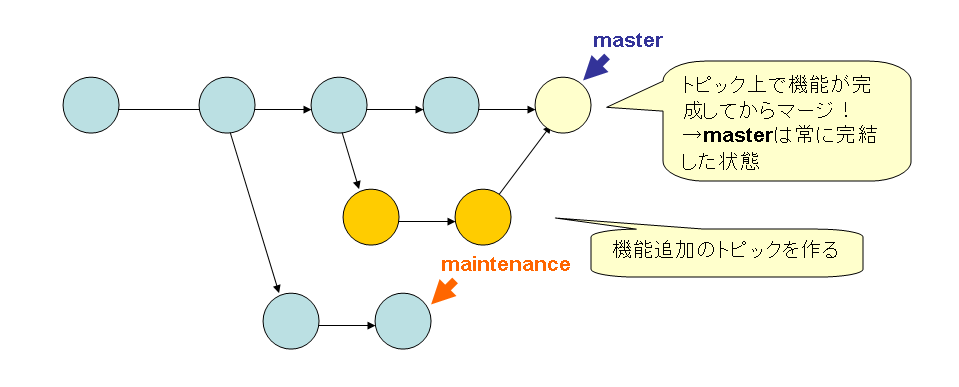 master
トピック上で機能が完
成してからマージ！
→masterは常に完結
した状態
機能追加のトピックを作る
maintenance